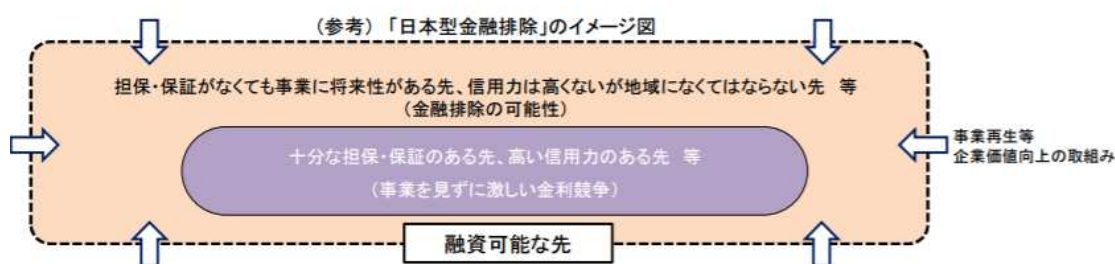 (参考) 「日本型金融排除」のイメージ図
担保・保証がなくても事業に将来性がある先、信用力は高くないが地域になくてはならない先 等
(金融排除の可能性)
十分な担保・保証のある先、高い信用力のある先 等
(事業を見ずに激しい金利競争)
事業再生等
企業価値向上の取組み
融資可能な先